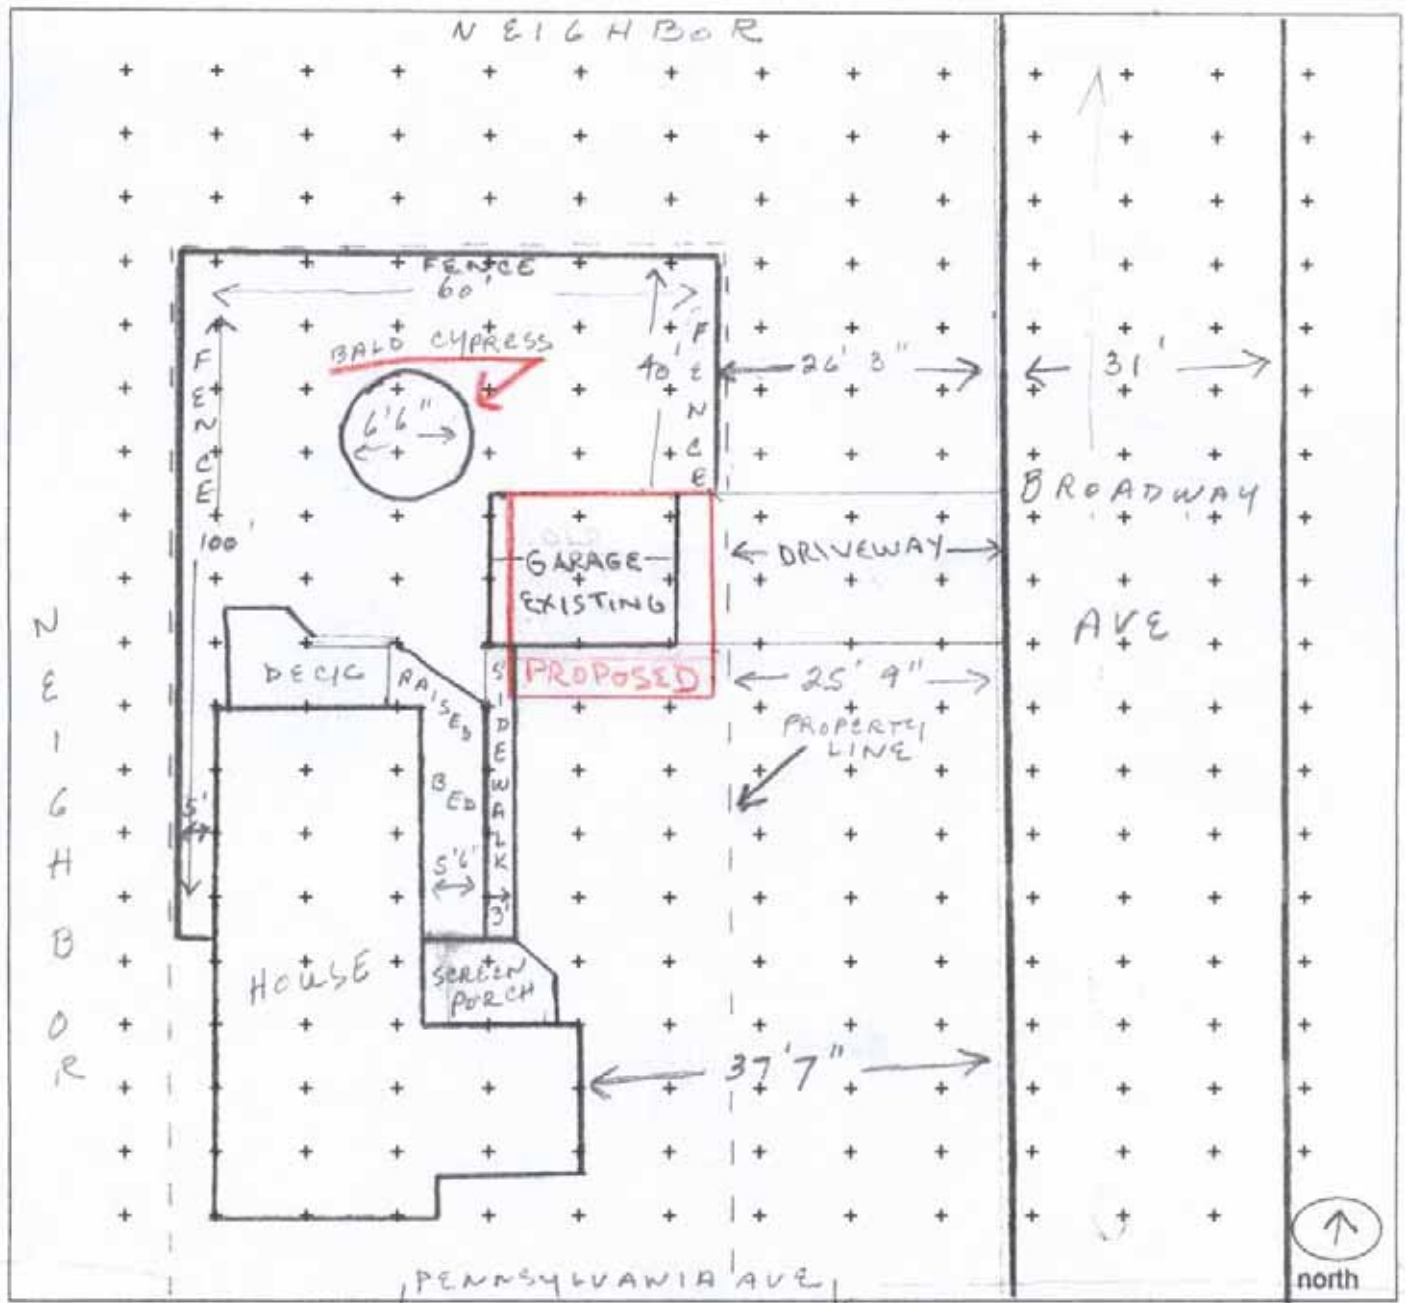 NEIGHBOR
FENCE
60'
BALD CYPRESS
FENCE
40'
FENCE
26' 3"
31'
6'6"
BROADWAY
AVE
100'
OLD
GARAGE
EXISTING
DRIVEWAY
NEIGHBOR
DECK
RAISED
BED
SIDEWALK
PROPOSED
25' 9"
PROPERTY
LINE
5'
5'6"
3'
HOUSE
SCREEN
PORCH
37'7"
PENNSYLVANIA AVE
north